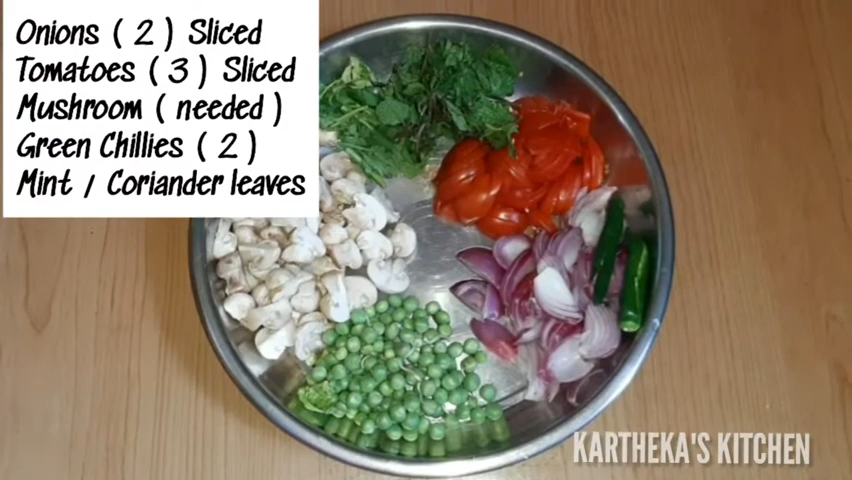 Onions ( 2 ) Sliced
Tomatoes ( 3 ) Sliced
Mushroom ( needed )
Green Chillies ( 2 )
Mint / Coriander leaves
KARTHEKA'S KITCHEN